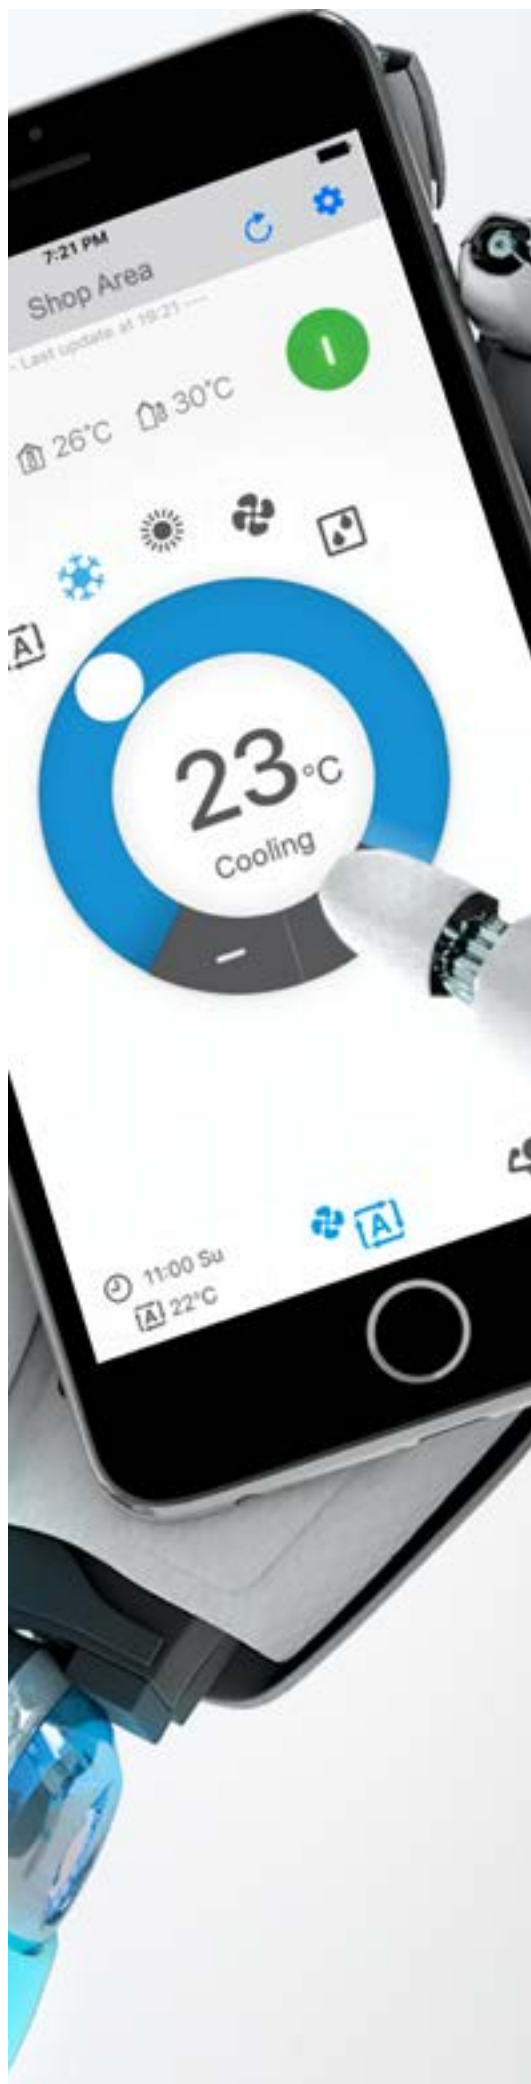 7:21 PM
Shop Area
- Last update at 19:21 ----
26°C 30°C
A
23°C
Cooling
–
11:00 Su
A 22°C
A